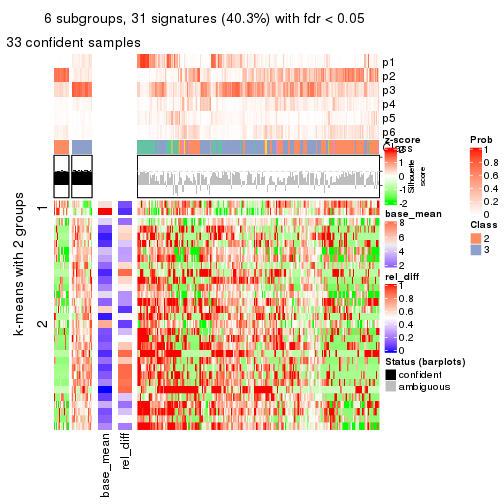 6 subgroups, 31 signatures (40.3%) with fdr < 0.05
33 confident samples
p1
p2
p3
p4
p5
p6
Class
Silhouette
score
k-means with 2 groups
1
2
base_mean
rel_diff
z-score
2
1
0
-1
-2
base_mean
8
6
4
2
rel_diff
1
0.8
0.6
0.4
0.2
0
Status (barplots)
confident
ambiguous
Prob
1
0.8
0.6
0.4
0.2
0
Class
2
3